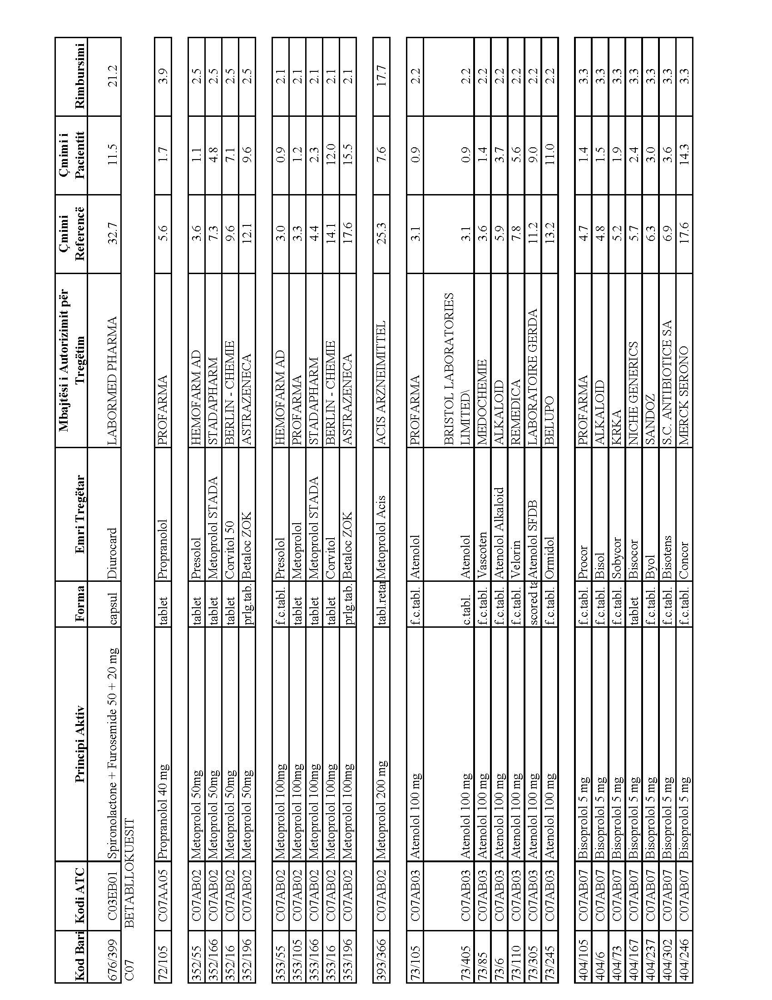 Kod Bari Kodi ATC Principi Aktiv Forma Emri Tregëtar Mbajtësi i Autorizimit për Tregëtim Çmimi Referencë Çmimi i Pacientit Rimbursimi
676/399 C03EB01 Spironolactone + Furosemide 50 + 20 mg capsul Diurocard LABORMED PHARMA 32.7 11.5 21.2
C07 BETABLLOKUESIT
72/105 C07AA05 Propranolol 40 mg tablet Propranolol PROFARMA 5.6 1.7 3.9
352/55 C07AB02 Metoprolol 50mg tablet Presolol HEMOFARM AD 3.6 1.1 2.5
352/166 C07AB02 Metoprolol 50mg tablet Metoprolol STADA STADAPHARM 7.3 4.8 2.5
352/16 C07AB02 Metoprolol 50mg tablet Corvitol 50 BERLIN - CHEMIE 9.6 7.1 2.5
352/196 C07AB02 Metoprolol 50mg prlg.tab. Betaloc ZOK ASTRAZENECA 12.1 9.6 2.5
353/55 C07AB02 Metoprolol 100mg f.c.tabl. Presolol HEMOFARM AD 3.0 0.9 2.1
353/105 C07AB02 Metoprolol 100mg tablet Metoprolol PROFARMA 3.3 1.2 2.1
353/166 C07AB02 Metoprolol 100mg tablet Metoprolol STADA STADAPHARM 4.4 2.3 2.1
353/16 C07AB02 Metoprolol 100mg tablet Corvitol BERLIN - CHEMIE 14.1 12.0 2.1
353/196 C07AB02 Metoprolol 100mg prlg.tab. Betaloc ZOK ASTRAZENECA 17.6 15.5 2.1
393/366 C07AB02 Metoprolol 200 mg tabl.retar Metoprolol Acis ACIS ARZNEIMITTEL 25.3 7.6 17.7
73/105 C07AB03 Atenolol 100 mg f.c.tabl. Atenolol PROFARMA 3.1 0.9 2.2
73/405 C07AB03 Atenolol 100 mg c.tabl. Atenolol BRISTOL LABORATORIES LIMITED\ 3.1 0.9 2.2
73/85 C07AB03 Atenolol 100 mg f.c.tabl. Vascoten MEDOCHEMIE 3.6 1.4 2.2
73/6 C07AB03 Atenolol 100 mg f.c.tabl. Atenolol Alkaloid ALKALOID 5.9 3.7 2.2
73/110 C07AB03 Atenolol 100 mg f.c.tabl. Velorin REMEDICA 7.8 5.6 2.2
73/305 C07AB03 Atenolol 100 mg scored ta Atenolol SFDB LABORATOIRE GERDA 11.2 9.0 2.2
73/245 C07AB03 Atenolol 100 mg f.c.tabl. Ormidol BELUPO 13.2 11.0 2.2
404/105 C07AB07 Bisoprolol 5 mg f.c.tabl. Procor PROFARMA 4.7 1.4 3.3
404/6 C07AB07 Bisoprolol 5 mg f.c.tabl. Bisol ALKALOID 4.8 1.5 3.3
404/73 C07AB07 Bisoprolol 5 mg f.c.tabl. Sobycor KRKA 5.2 1.9 3.3
404/167 C07AB07 Bisoprolol 5 mg tablet Bisocor NICHE GENERICS 5.7 2.4 3.3
404/237 C07AB07 Bisoprolol 5 mg f.c.tabl. Byol SANDOZ 6.3 3.0 3.3
404/302 C07AB07 Bisoprolol 5 mg f.c.tabl. Bisotens S.C. ANTIBIOTICE SA 6.9 3.6 3.3
404/246 C07AB07 Bisoprolol 5 mg f.c.tabl. Concor MERCK SERONO 17.6 14.3 3.3